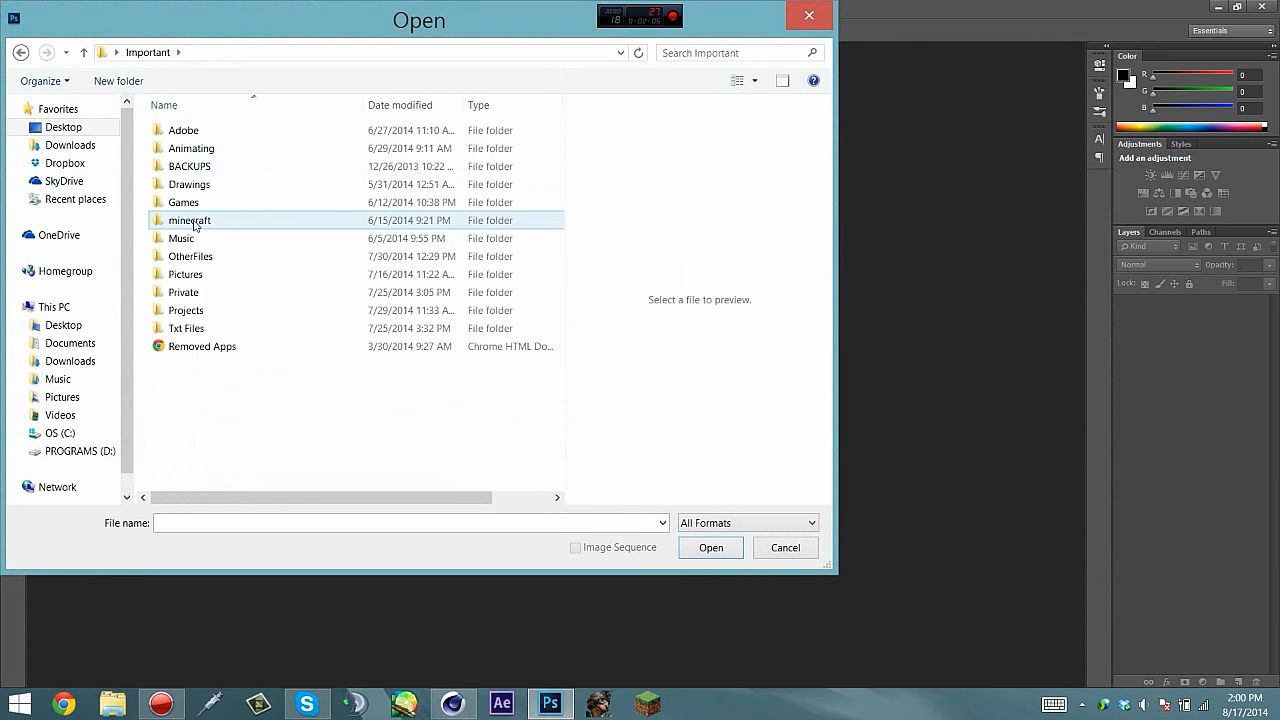 Ps
Open
AERO
27
18
0-02-06
Essentials
Important
Search Important
Organize
New folder
Name
Date modified
Type
Favorites
Desktop
Downloads
Dropbox
SkyDrive
Recent places
OneDrive
Homegroup
This PC
Desktop
Documents
Downloads
Music
Pictures
Videos
OS (C:)
PROGRAMS (D:)
Network
Adobe 6/27/2014 11:10 A... File folder
Animating 6/29/2014 9:11 AM File folder
BACKUPS 12/26/2013 10:22 ... File folder
Drawings 5/31/2014 12:51 A... File folder
Games 6/12/2014 10:38 PM File folder
minecraft 6/15/2014 9:21 PM File folder
Music 6/5/2014 9:55 PM File folder
OtherFiles 7/30/2014 12:29 PM File folder
Pictures 7/16/2014 11:22 A... File folder
Private 7/25/2014 3:05 PM File folder
Projects 7/29/2014 11:33 A... File folder
Txt Files 7/25/2014 3:32 PM File folder
Removed Apps 3/30/2014 9:27 AM Chrome HTML Do...
Select a file to preview.
File name:
All Formats
Image Sequence
Open
Cancel
Color
R 0
G 0
B 0
Adjustments Styles
Add an adjustment
Layers Channels Paths
Kind
Normal Opacity:
Lock: Fill:
Ae
Ps
2:00 PM
8/17/2014